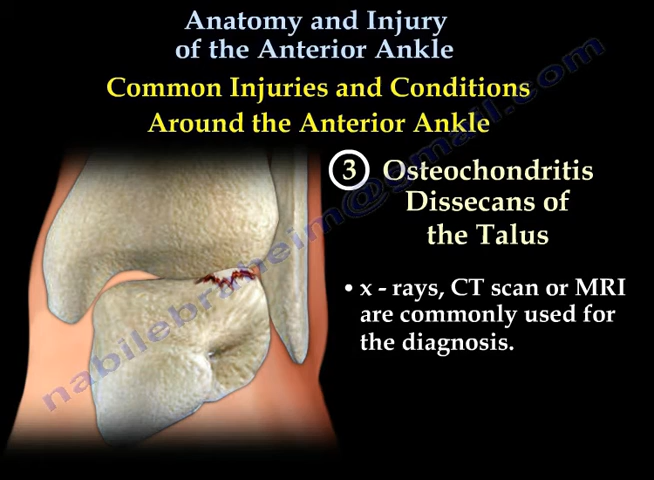 Anatomy and Injury
of the Anterior Ankle
Common Injuries and Conditions
Around the Anterior Ankle
3 Osteochondritis
Dissecans of
the Talus
• x - rays, CT scan or MRI
are commonly used for
the diagnosis.
nabilebraheim@gmail.com